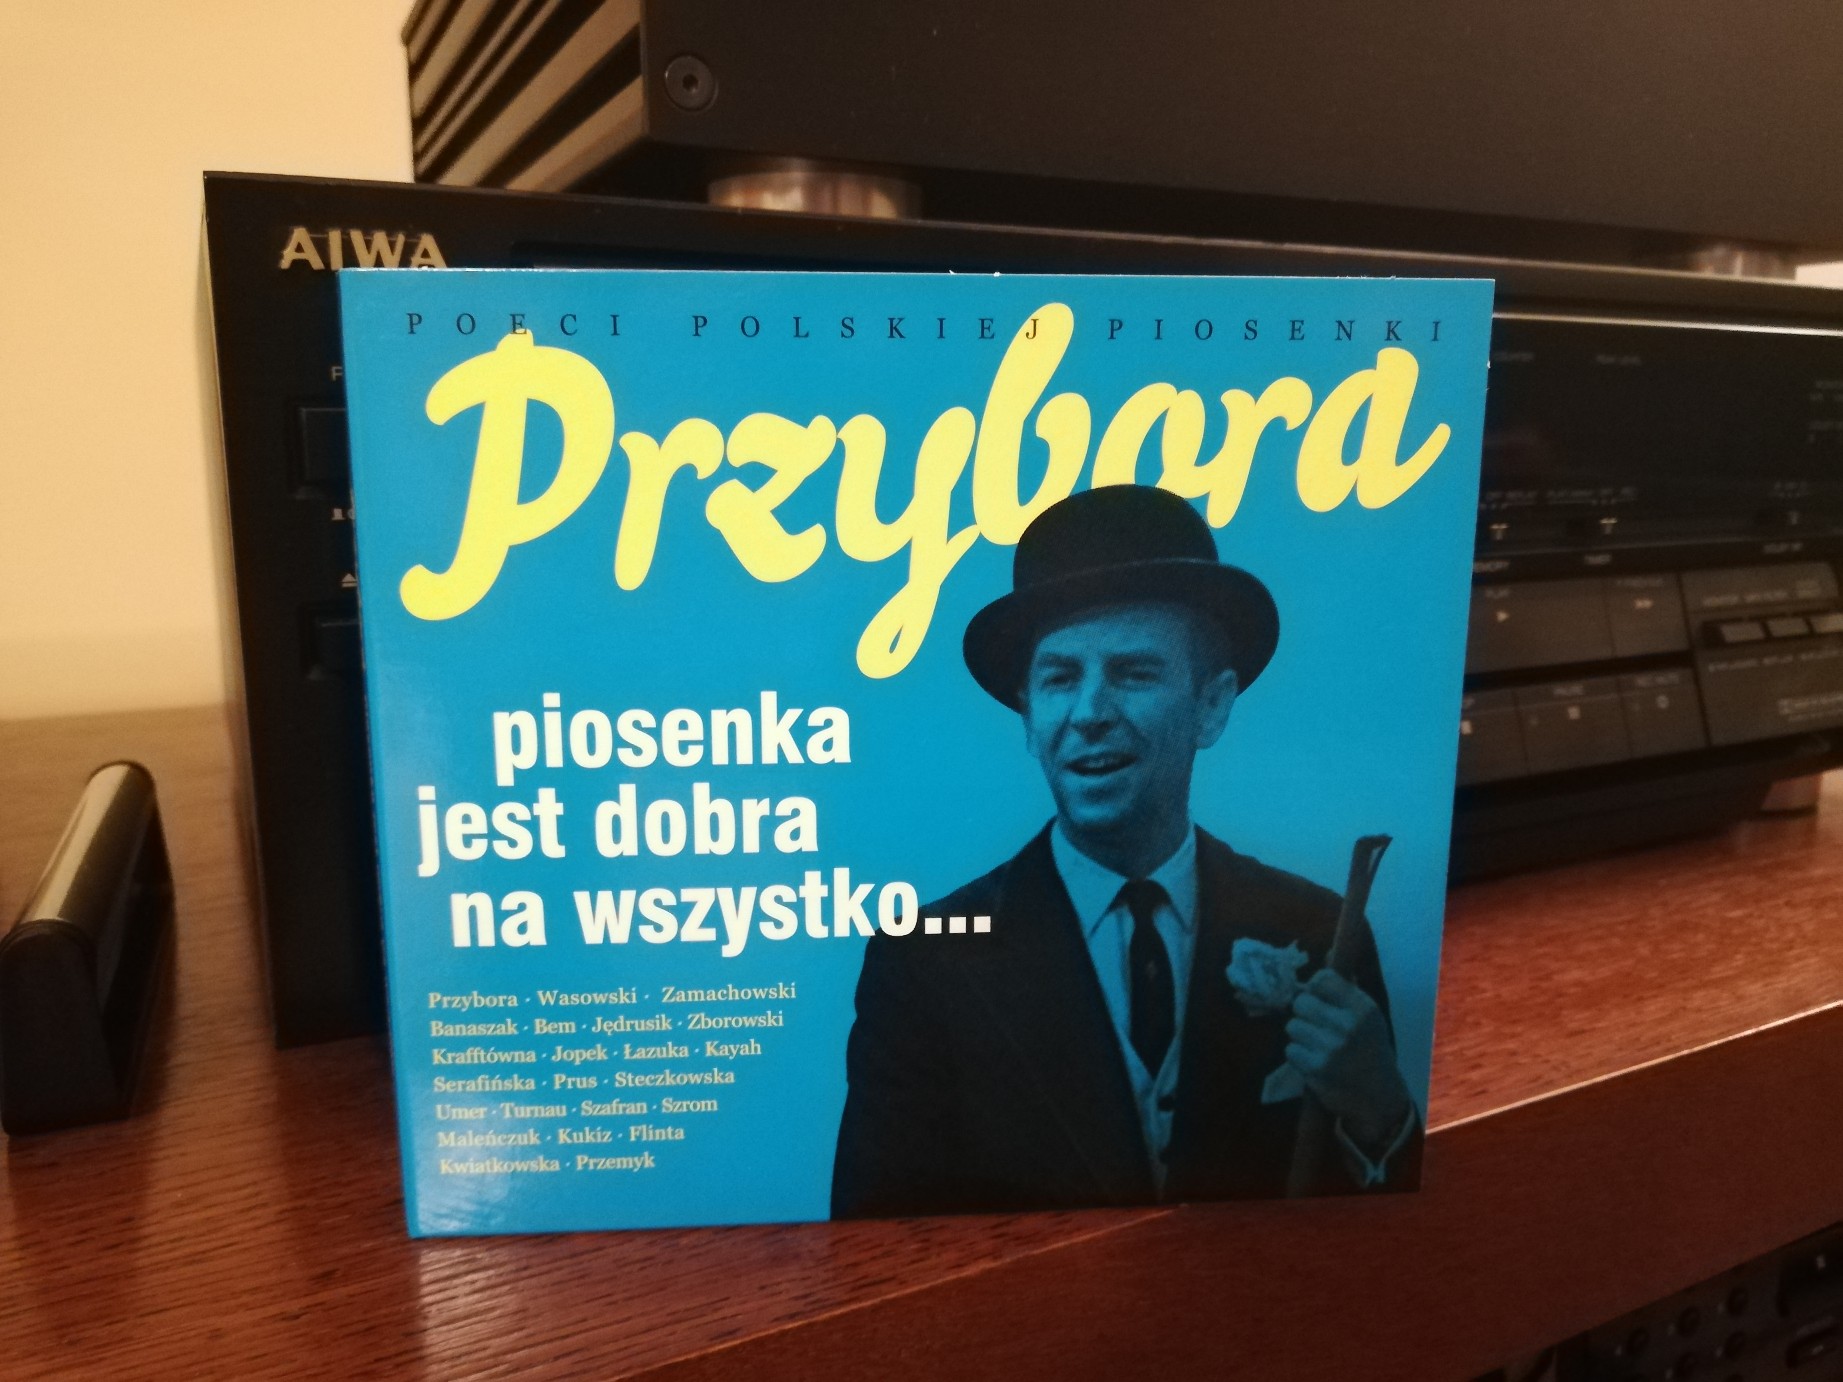 AIWA
POECI POLSKIEJ PIOSENKI
Przybora
piosenka
jest dobra
na wszystko...
Przybora · Wasowski · Zamachowski
Banaszak · Bem · Jędrusik · Zborowski
Krafftówna · Jopek · Łazuka · Kayah
Serafińska · Prus · Steczkowska
Umer · Turnau · Szafran · Szrom
Maleńczuk · Kukiz · Flinta
Kwiatkowska · Przemyk